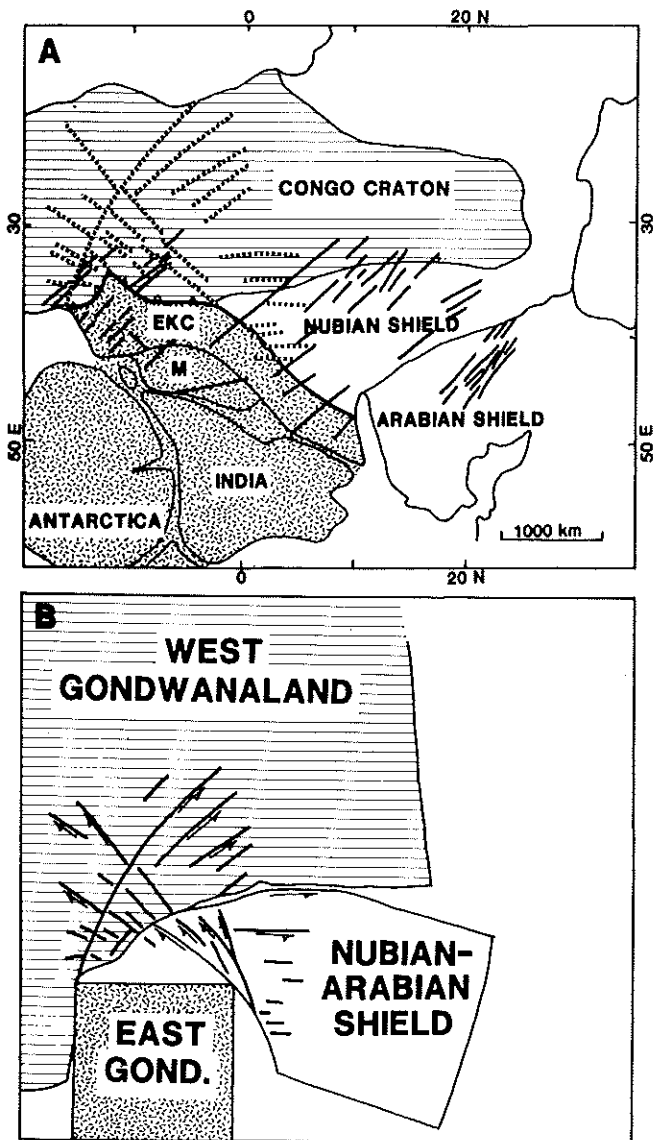 0 20 N
A
CONGO CRATON
30 30
EKC
NUBIAN SHIELD
M
ARABIAN SHIELD
50 E 50 E
INDIA
ANTARCTICA
1000 km
0 20 N
B
WEST
GONDWANALAND
NUBIAN-
ARABIAN
SHIELD
EAST
GOND.